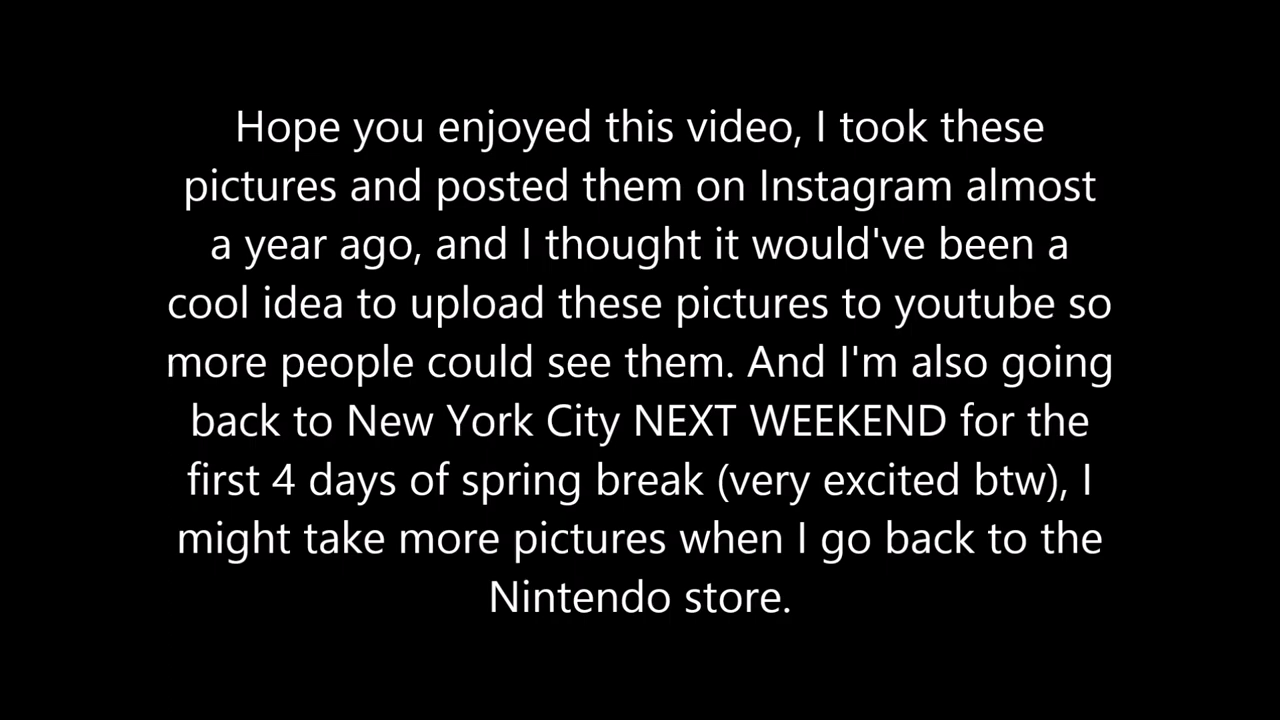 Hope you enjoyed this video, I took these
pictures and posted them on Instagram almost
a year ago, and I thought it would've been a
cool idea to upload these pictures to youtube so
more people could see them. And I'm also going
back to New York City NEXT WEEKEND for the
first 4 days of spring break (very excited btw), I
might take more pictures when I go back to the
Nintendo store.